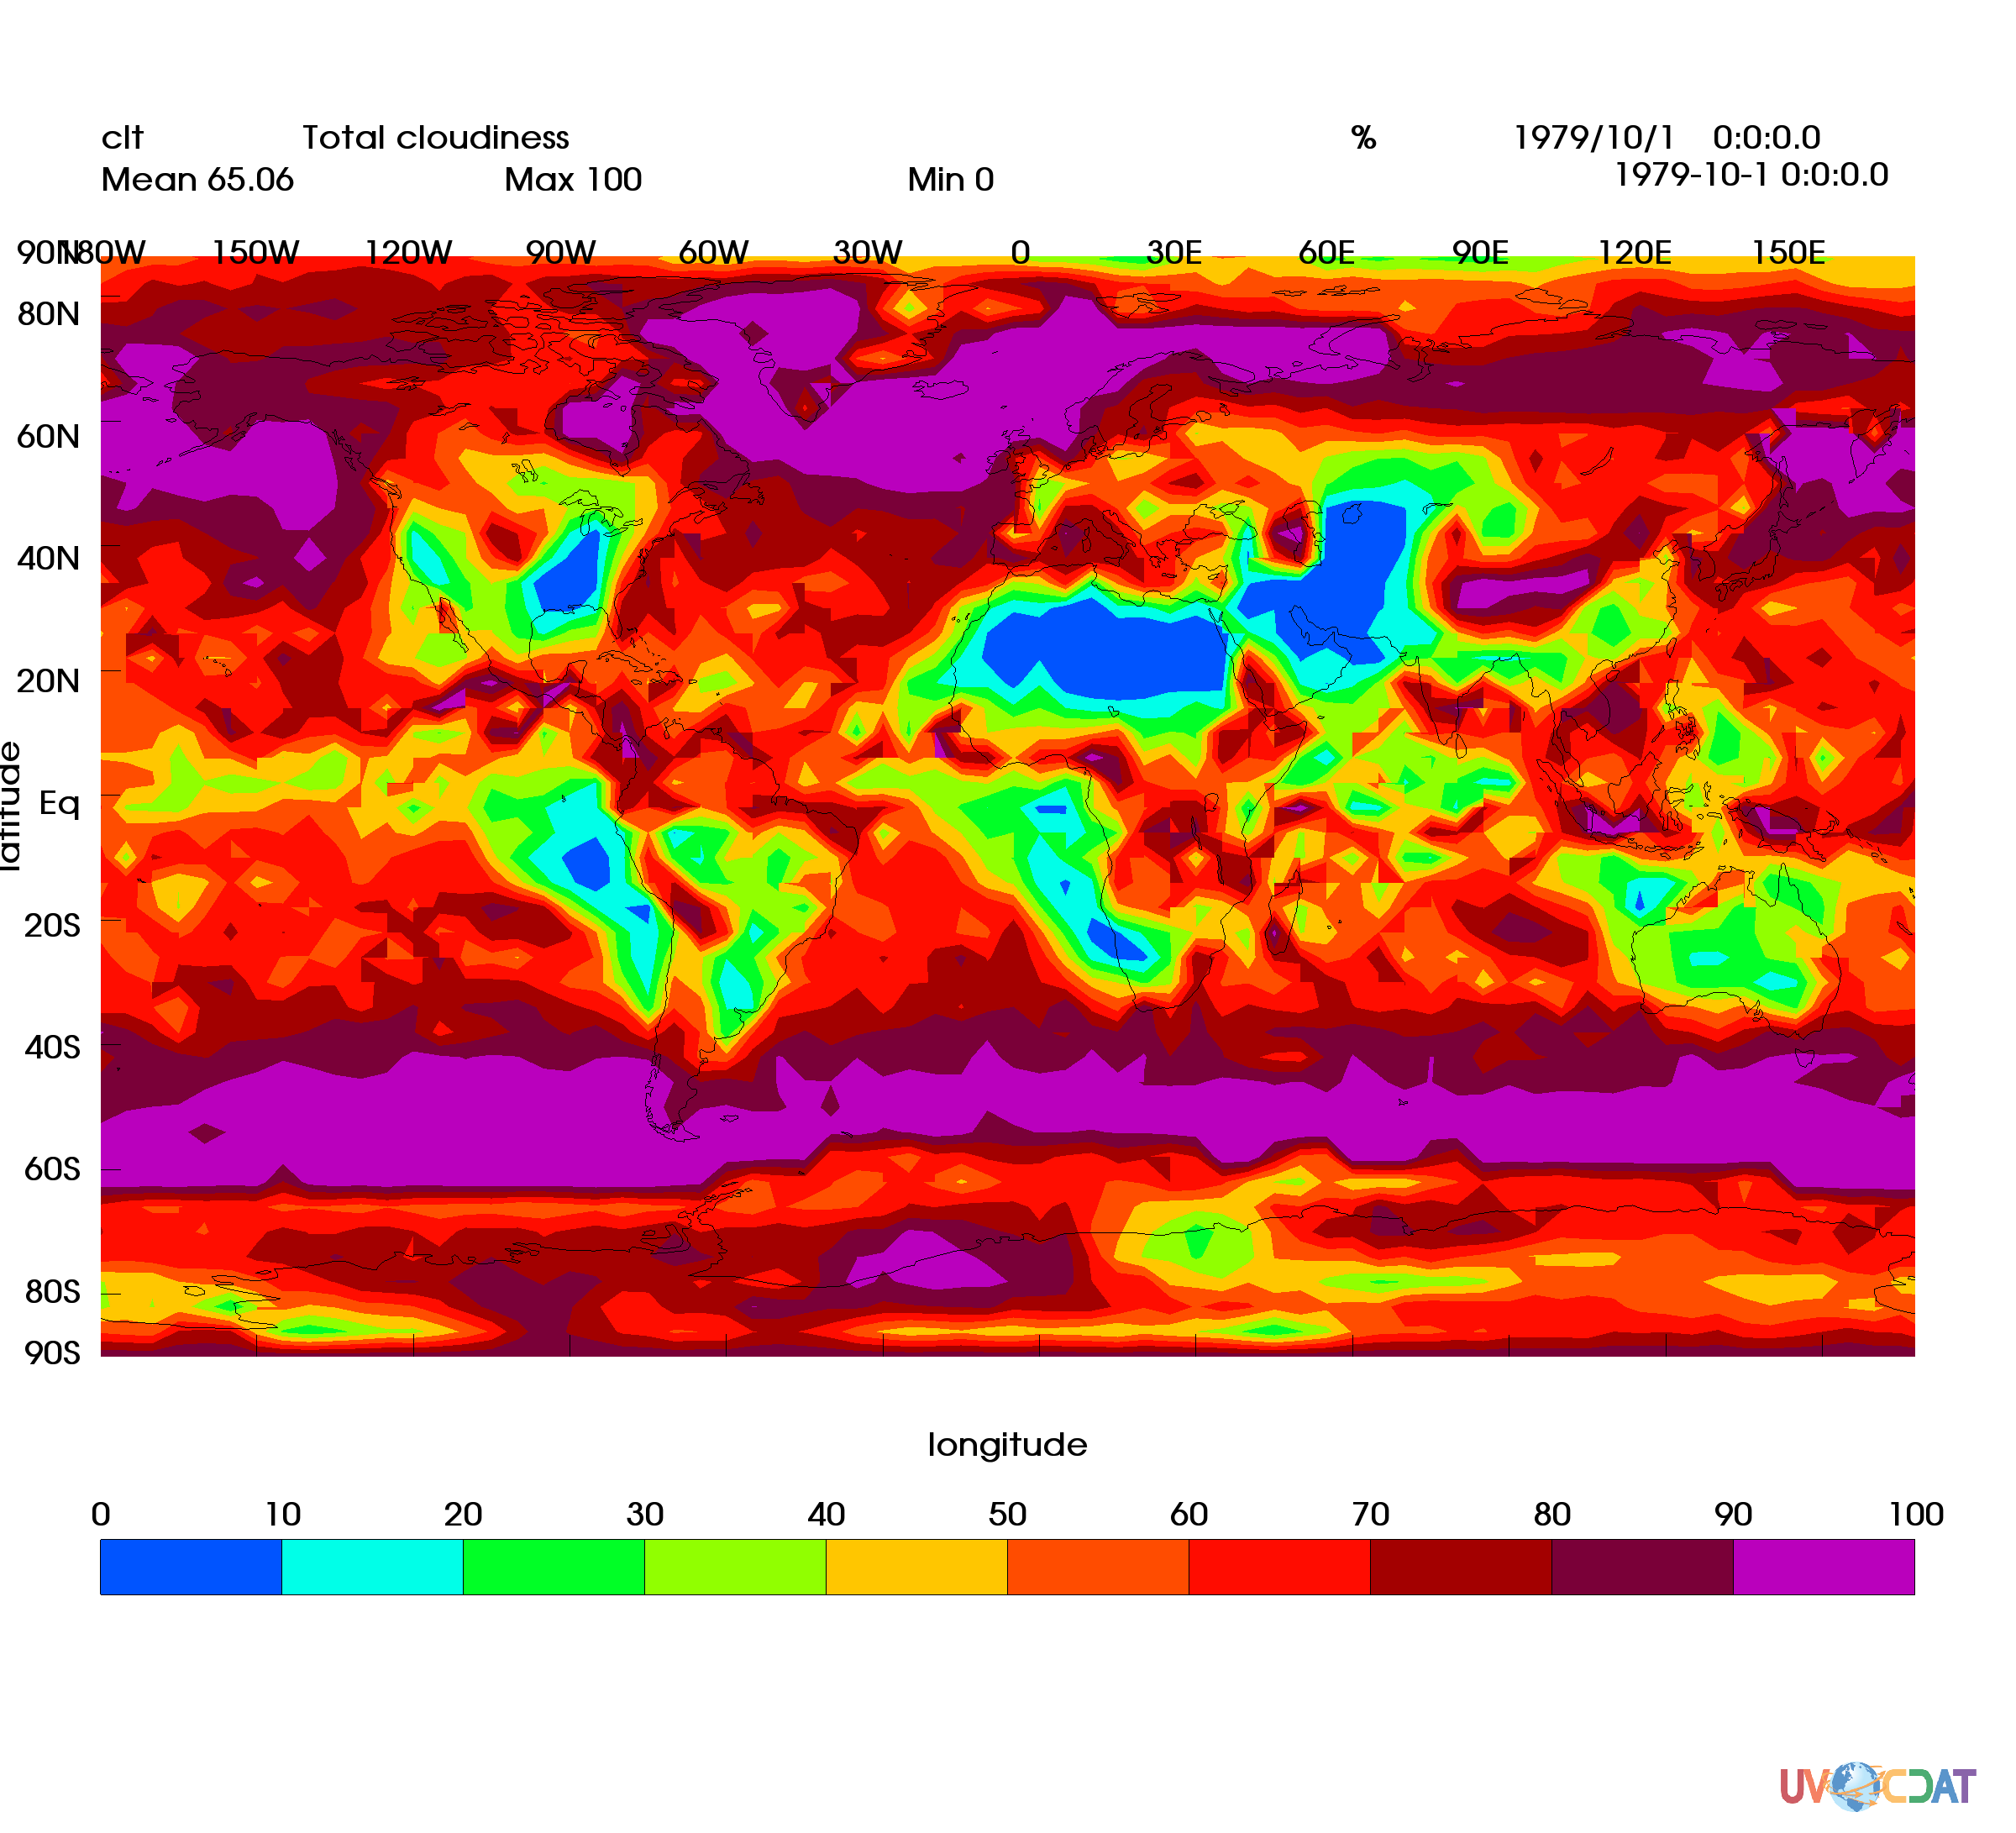 clt Total cloudiness % 1979/10/1 0:0:0.0
Mean 65.06 Max 100 Min 0 1979-10-1 0:0:0.0
180W 150W 120W 90W 60W 30W 0 30E 60E 90E 120E 150E
90N
80N
60N
40N
20N
Eq
20S
40S
60S
80S
90S
latitude
longitude
0 10 20 30 40 50 60 70 80 90 100
UV CDAT